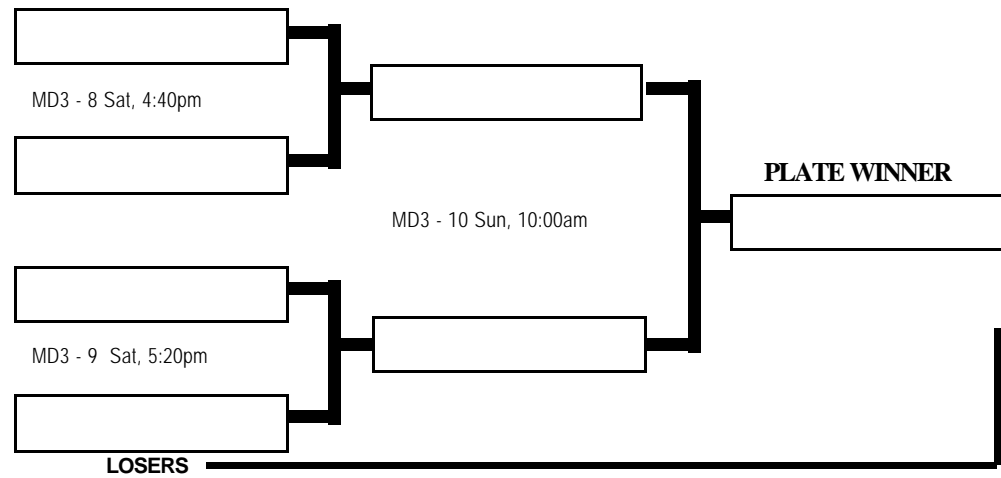 MD3 - 8 Sat, 4:40pm
PLATE WINNER
MD3 - 10 Sun, 10:00am
MD3 - 9 Sat, 5:20pm
LOSERS